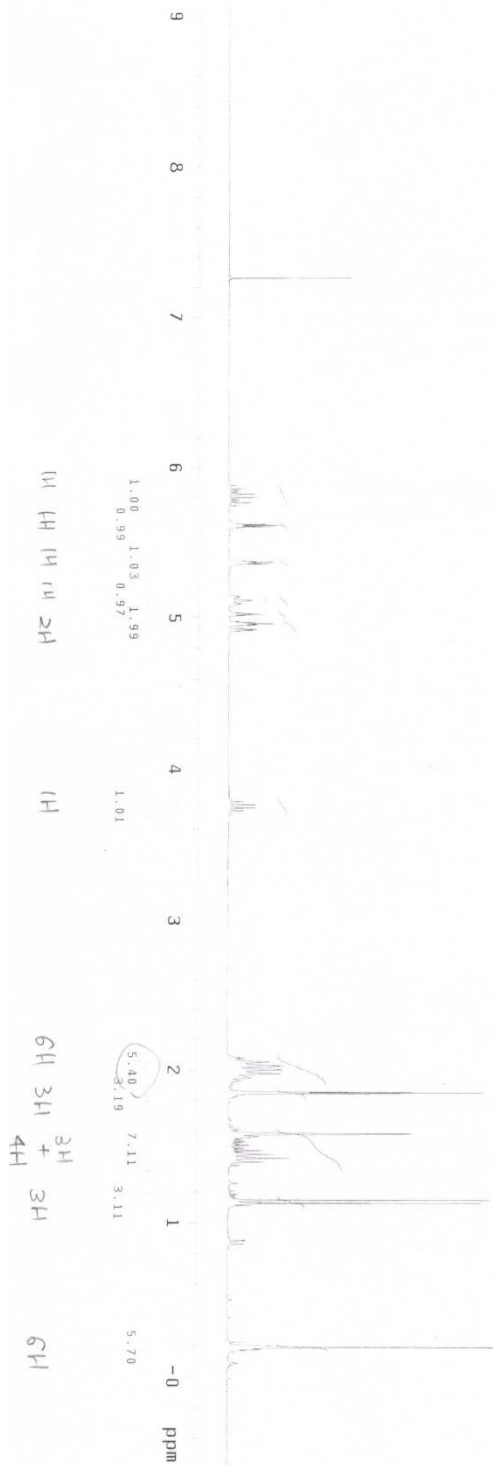 9 8 7 6 5 4 3 2 1 -0 ppm
1.00 1.03 1.99 5.40 7.11 5.70
0.99 0.97 1.01 3.19 3.11
1H 1H 1H 1H 2H 1H 6H 3H + 3H 6H
3H
4H